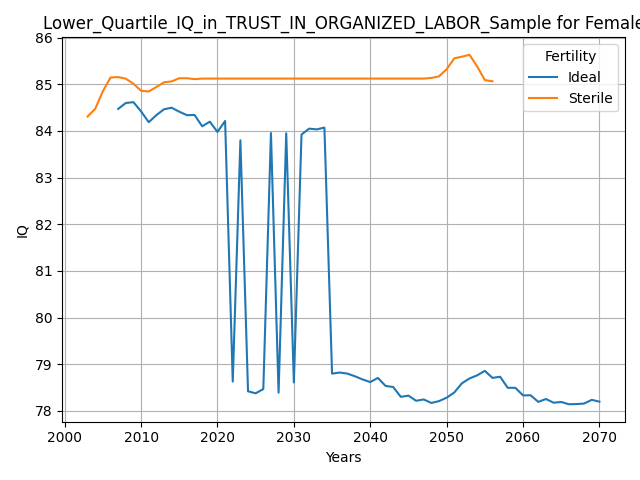 Lower_Quartile_IQ_in_TRUST_IN_ORGANIZED_LABOR_Sample for Female
86
85
84
83
82
81
80
79
78
IQ
Fertility
Ideal
Sterile
2000 2010 2020 2030 2040 2050 2060 2070
Years